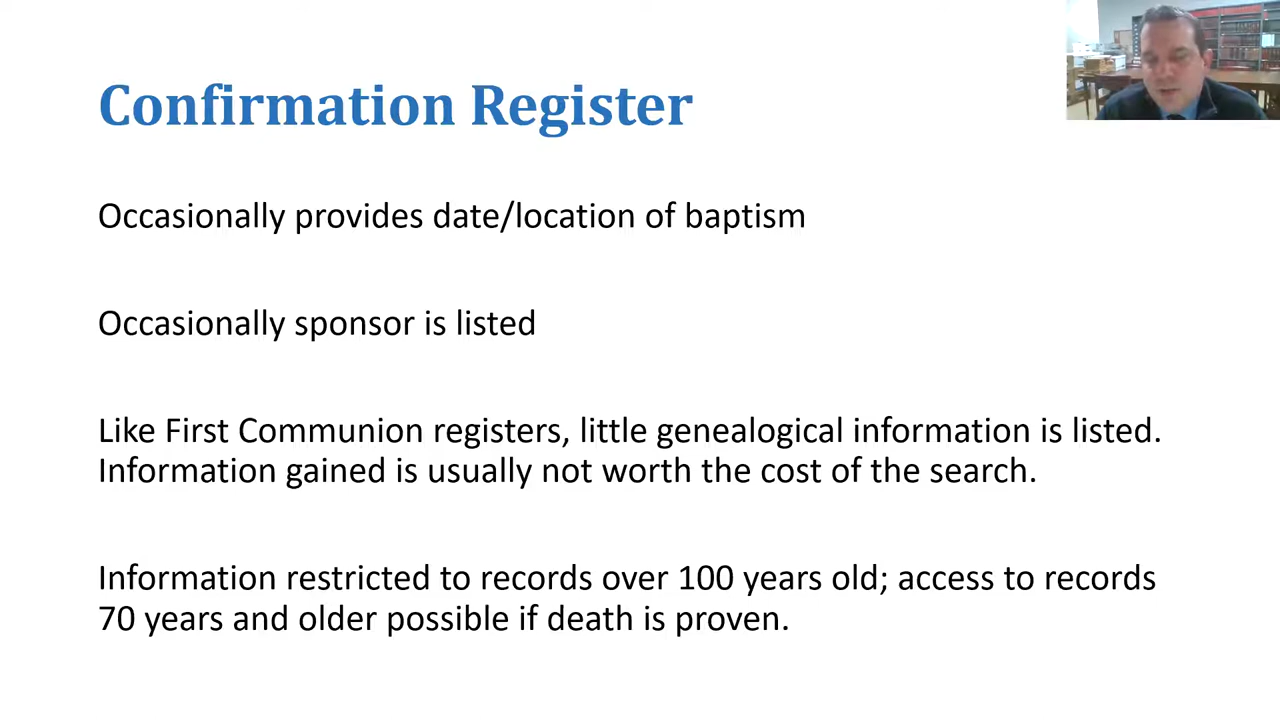 Confirmation Register
Occasionally provides date/location of baptism
Occasionally sponsor is listed
Like First Communion registers, little genealogical information is listed.
Information gained is usually not worth the cost of the search.
Information restricted to records over 100 years old; access to records
70 years and older possible if death is proven.